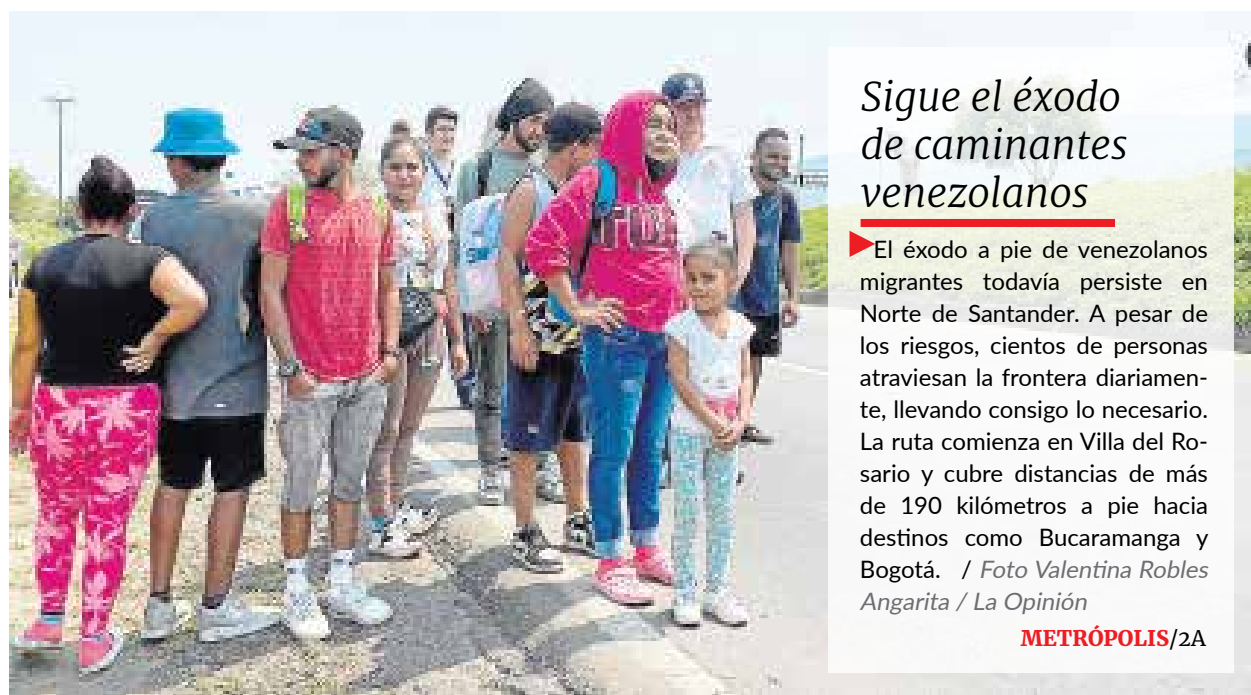 Sigue el éxodo
de caminantes
venezolanos
El éxodo a pie de venezolanos
migrantes todavía persiste en
Norte de Santander. A pesar de
los riesgos, cientos de personas
atraviesan la frontera diariamen-
te, llevando consigo lo necesario.
La ruta comienza en Villa del Ro-
sario y cubre distancias de más
de 190 kilómetros a pie hacia
destinos como Bucaramanga y
Bogotá. / Foto Valentina Robles
Angarita / La Opinión
METRÓPOLIS/2A